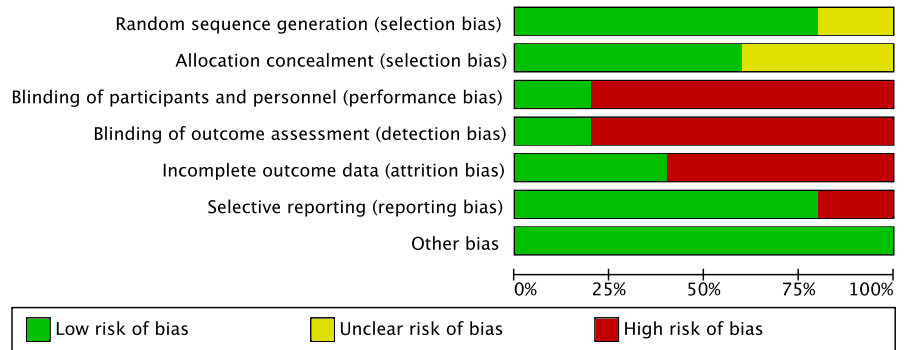 Random sequence generation (selection bias)
Allocation concealment (selection bias)
Blinding of participants and personnel (performance bias)
Blinding of outcome assessment (detection bias)
Incomplete outcome data (attrition bias)
Selective reporting (reporting bias)
Other bias
0% 25% 50% 75% 100%
Low risk of bias Unclear risk of bias High risk of bias